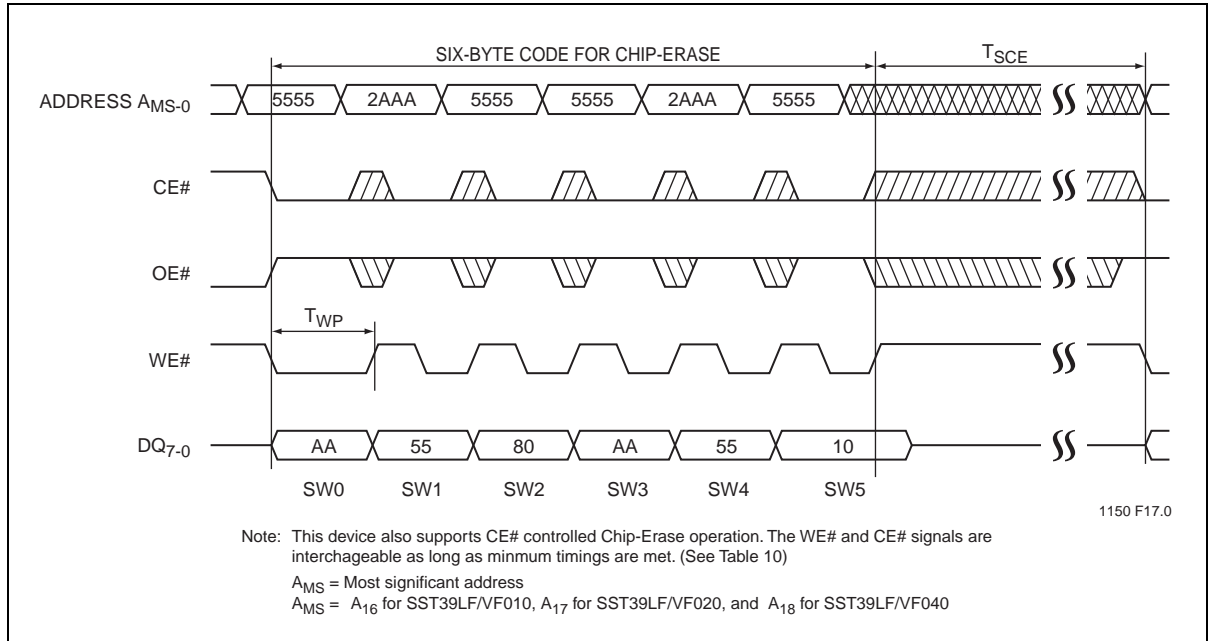 SIX-BYTE CODE FOR CHIP-ERASE TSCE
ADDRESS AMS-0 5555 2AAA 5555 5555 2AAA 5555
CE#
OE#
TWP
WE#
DQ7-0 AA 55 80 AA 55 10
SW0 SW1 SW2 SW3 SW4 SW5
1150 F17.0
Note: This device also supports CE# controlled Chip-Erase operation. The WE# and CE# signals are
interchageable as long as minmum timings are met. (See Table 10)
AMS = Most significant address
AMS = A16 for SST39LF/VF010, A17 for SST39LF/VF020, and A18 for SST39LF/VF040